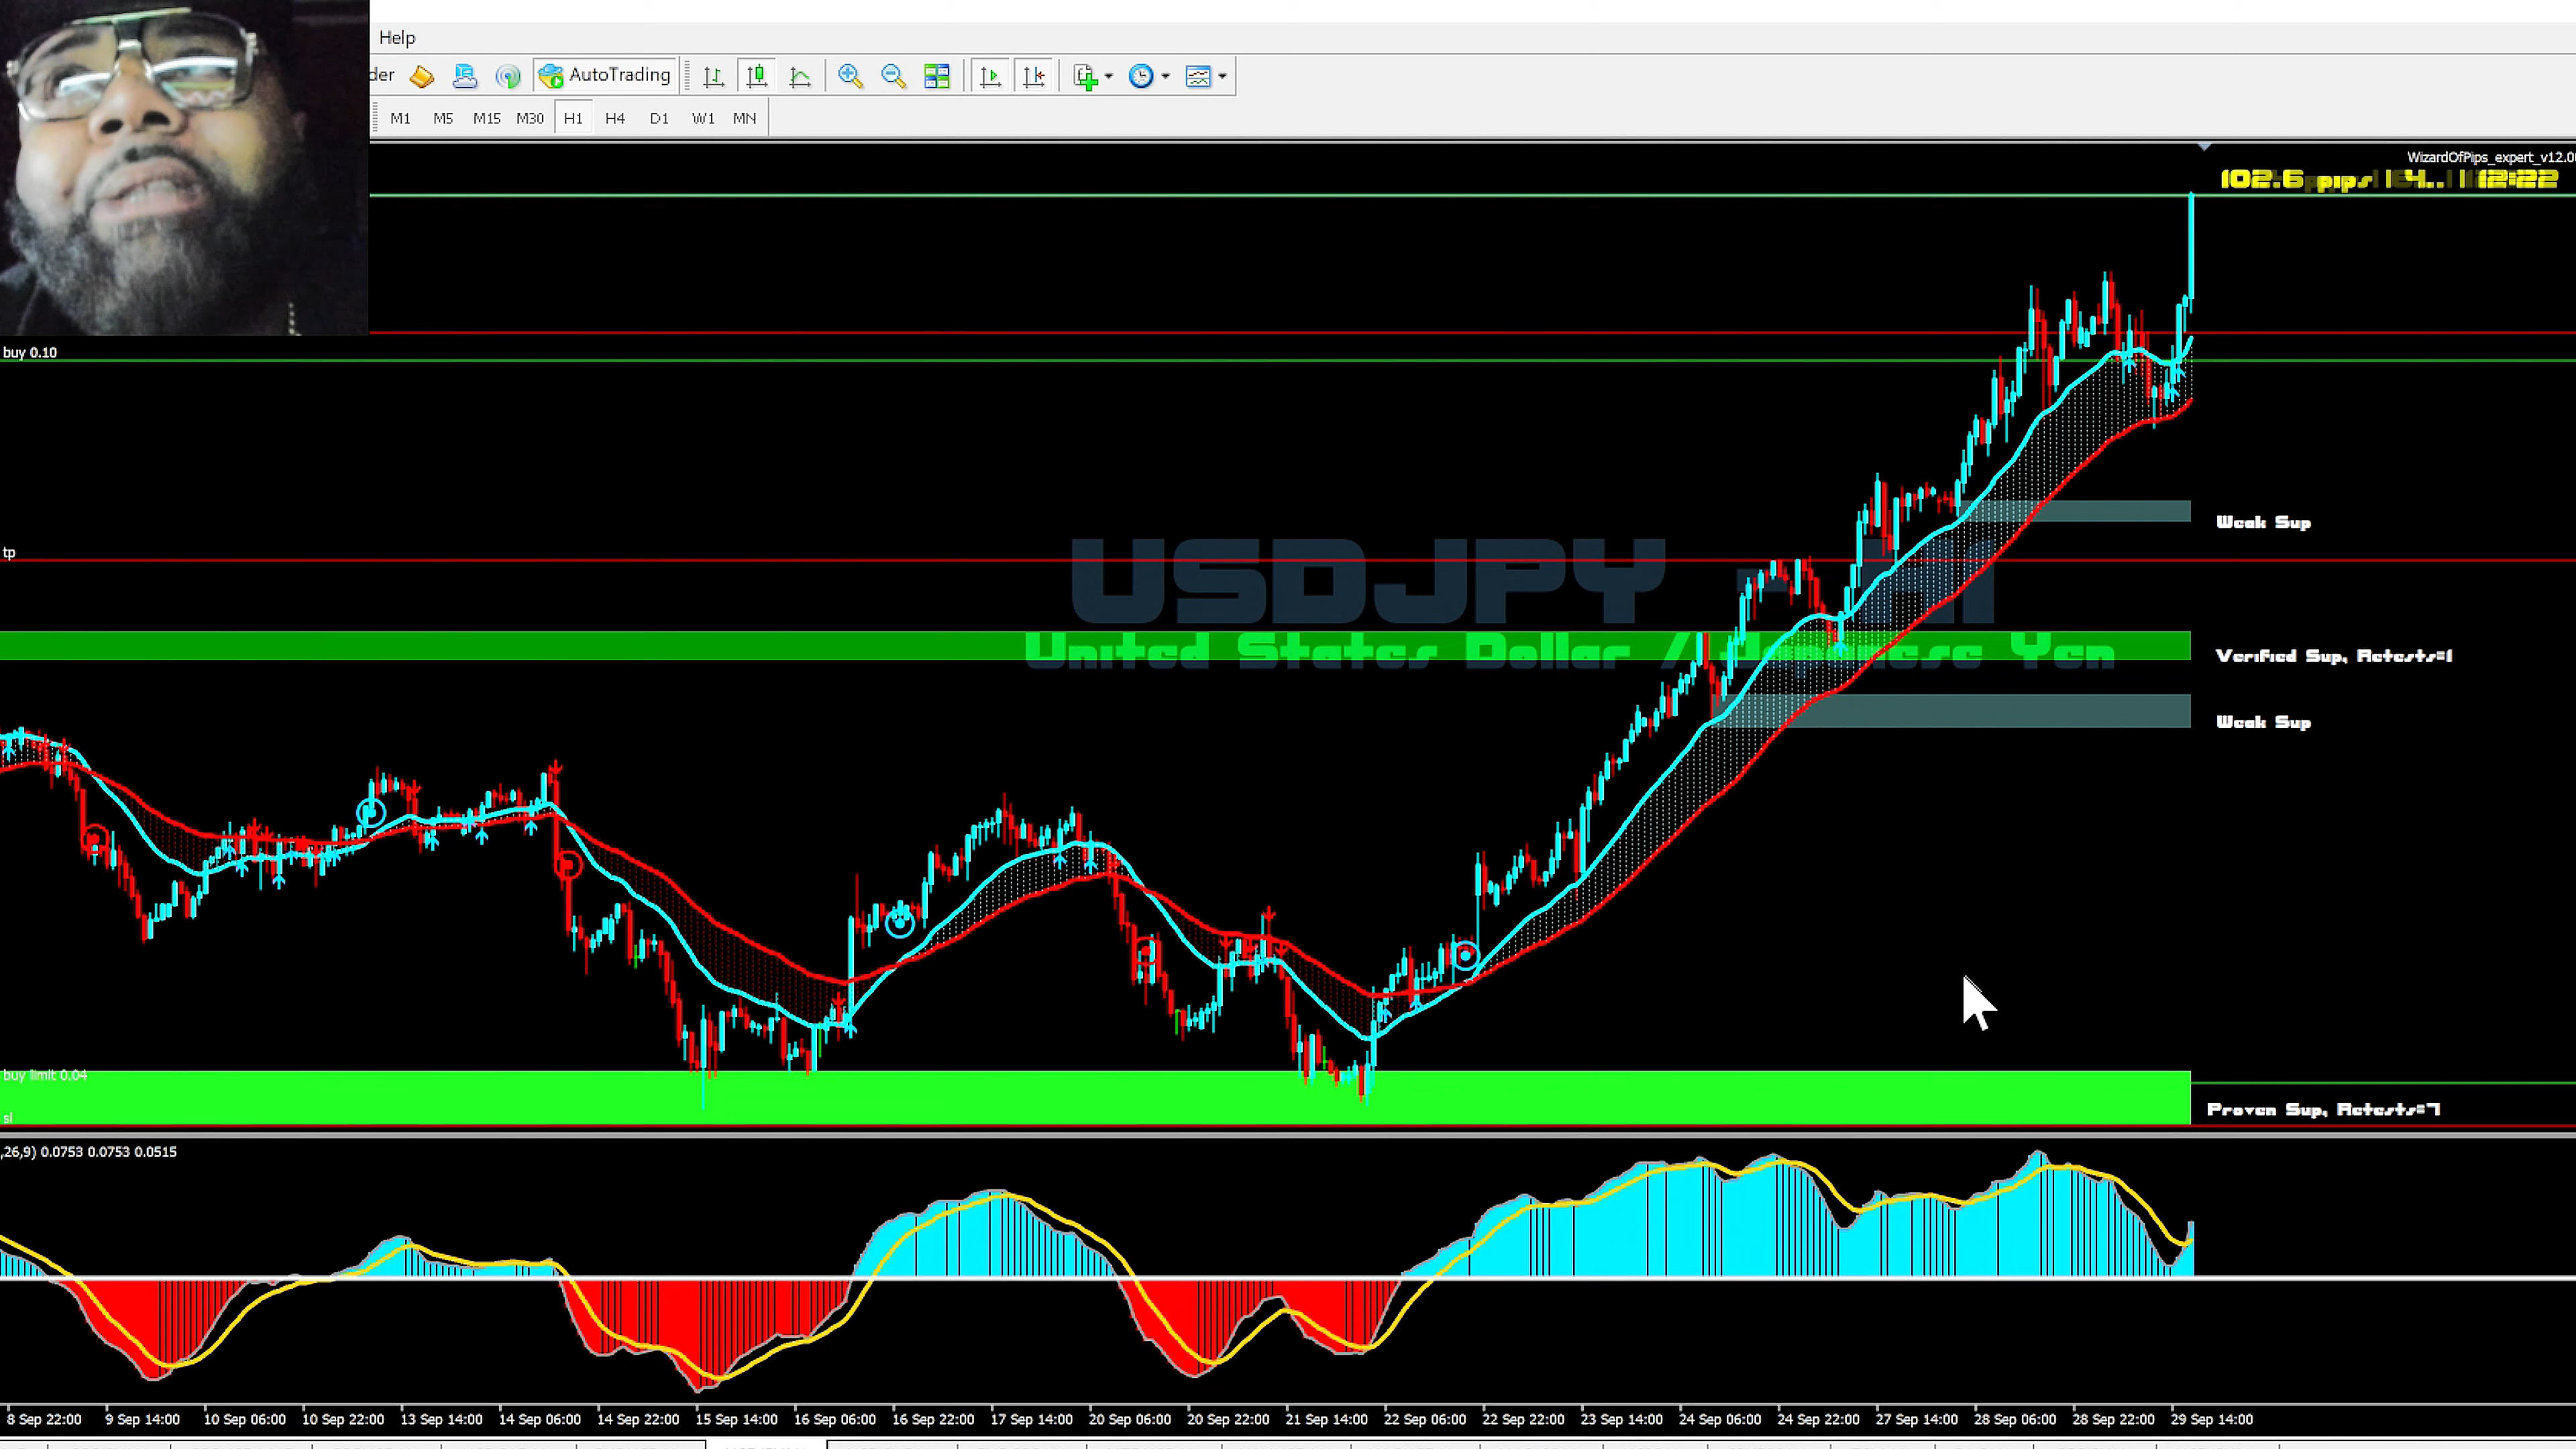 Help
der AutoTrading
M1 M5 M15 M30 H1 H4 D1 W1 MN
WizardOfPips_expert_v12.0
102.6 pips | 4.. | 12:22
buy 0.10
Weak Sup
tp
USDJPY
United States Dollar / Japanese Yen
Verified Sup, Retests=1
Weak Sup
buy limit 0.04
Proven Sup, Retests=7
sl
,26,9) 0.0753 0.0753 0.0515
8 Sep 22:00 9 Sep 14:00 10 Sep 06:00 10 Sep 22:00 13 Sep 14:00 14 Sep 06:00 14 Sep 22:00 15 Sep 14:00 16 Sep 06:00 16 Sep 22:00 17 Sep 14:00 20 Sep 06:00 20 Sep 22:00 21 Sep 14:00 22 Sep 06:00 22 Sep 22:00 23 Sep 14:00 24 Sep 06:00 24 Sep 22:00 27 Sep 14:00 28 Sep 06:00 28 Sep 22:00 29 Sep 14:00